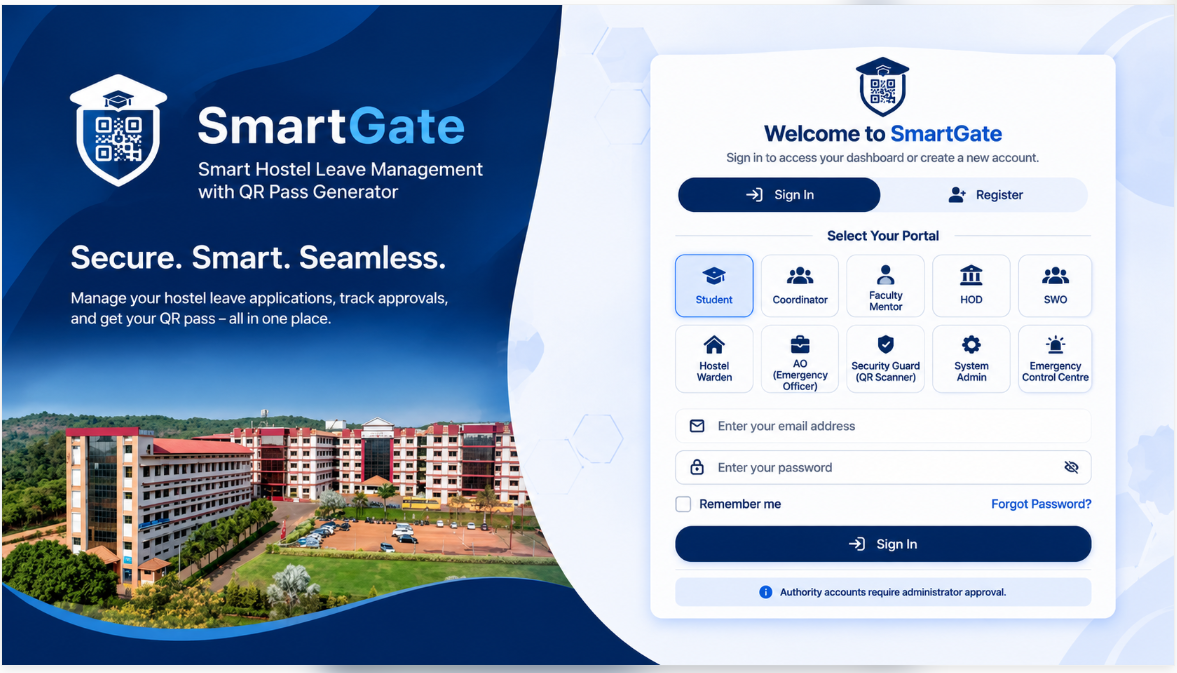 SmartGate
Smart Hostel Leave Management
with QR Pass Generator
Secure. Smart. Seamless.
Manage your hostel leave applications, track approvals,
and get your QR pass – all in one place.
Welcome to SmartGate
Sign in to access your dashboard or create a new account.
Sign In
Register
Select Your Portal
Student
Coordinator
Faculty
Mentor
HOD
SWO
Hostel
Warden
AO
(Emergency
Officer)
Security Guard
(QR Scanner)
System
Admin
Emergency
Control Centre
Enter your email address
Enter your password
Remember me
Forgot Password?
Sign In
Authority accounts require administrator approval.